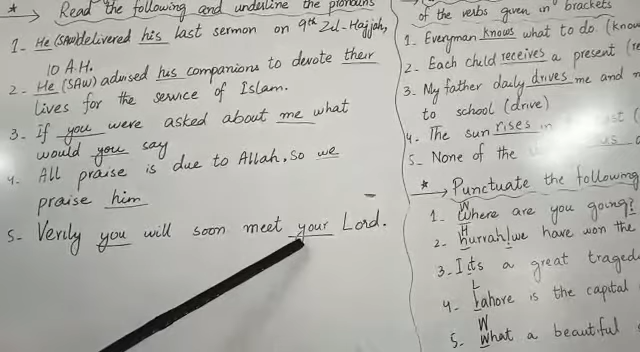 * → Read the following and underline the pronouns
1- He (SAW) delivered his last sermon on 9th Zil-Hajjah,
10 A.H.
2- He (SAW) advised his companions to devote their
lives for the service of Islam.
3- If you were asked about me what
would you say
4- All praise is due to Allah, so we
praise him
5- Verily you will soon meet your Lord.
of the verbs given in brackets
1. Everyman knows what to do (know
2. Each child receives a present (re
3. My father daily drives me and m
to school (drive)
4. The sun rises in
5- None of the
* → Punctuate the following
1- Where are you going?
2- Hurrah! we have won the
3- Its a great traged
4- Lahore is the capital
5- What a beautiful